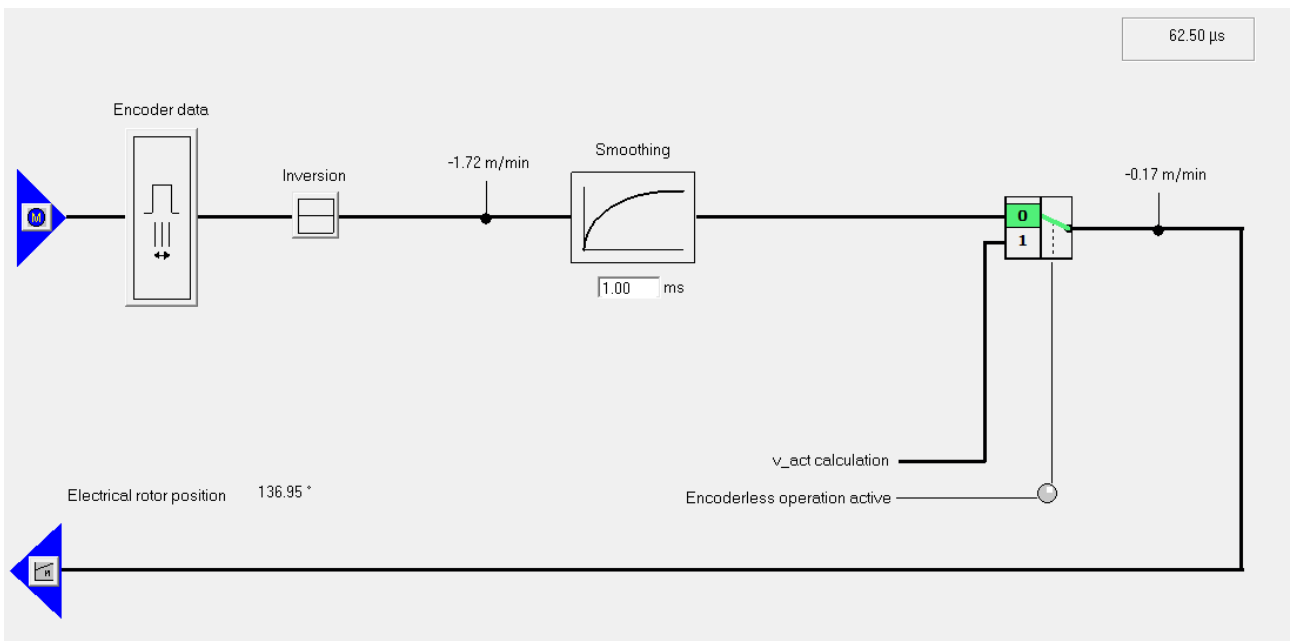 62.50 µs
Encoder data
Inversion
-1.72 m/min
Smoothing
-0.17 m/min
M
0
1
1.00 ms
v_act calculation
Electrical rotor position 136.95 °
Encoderless operation active
M